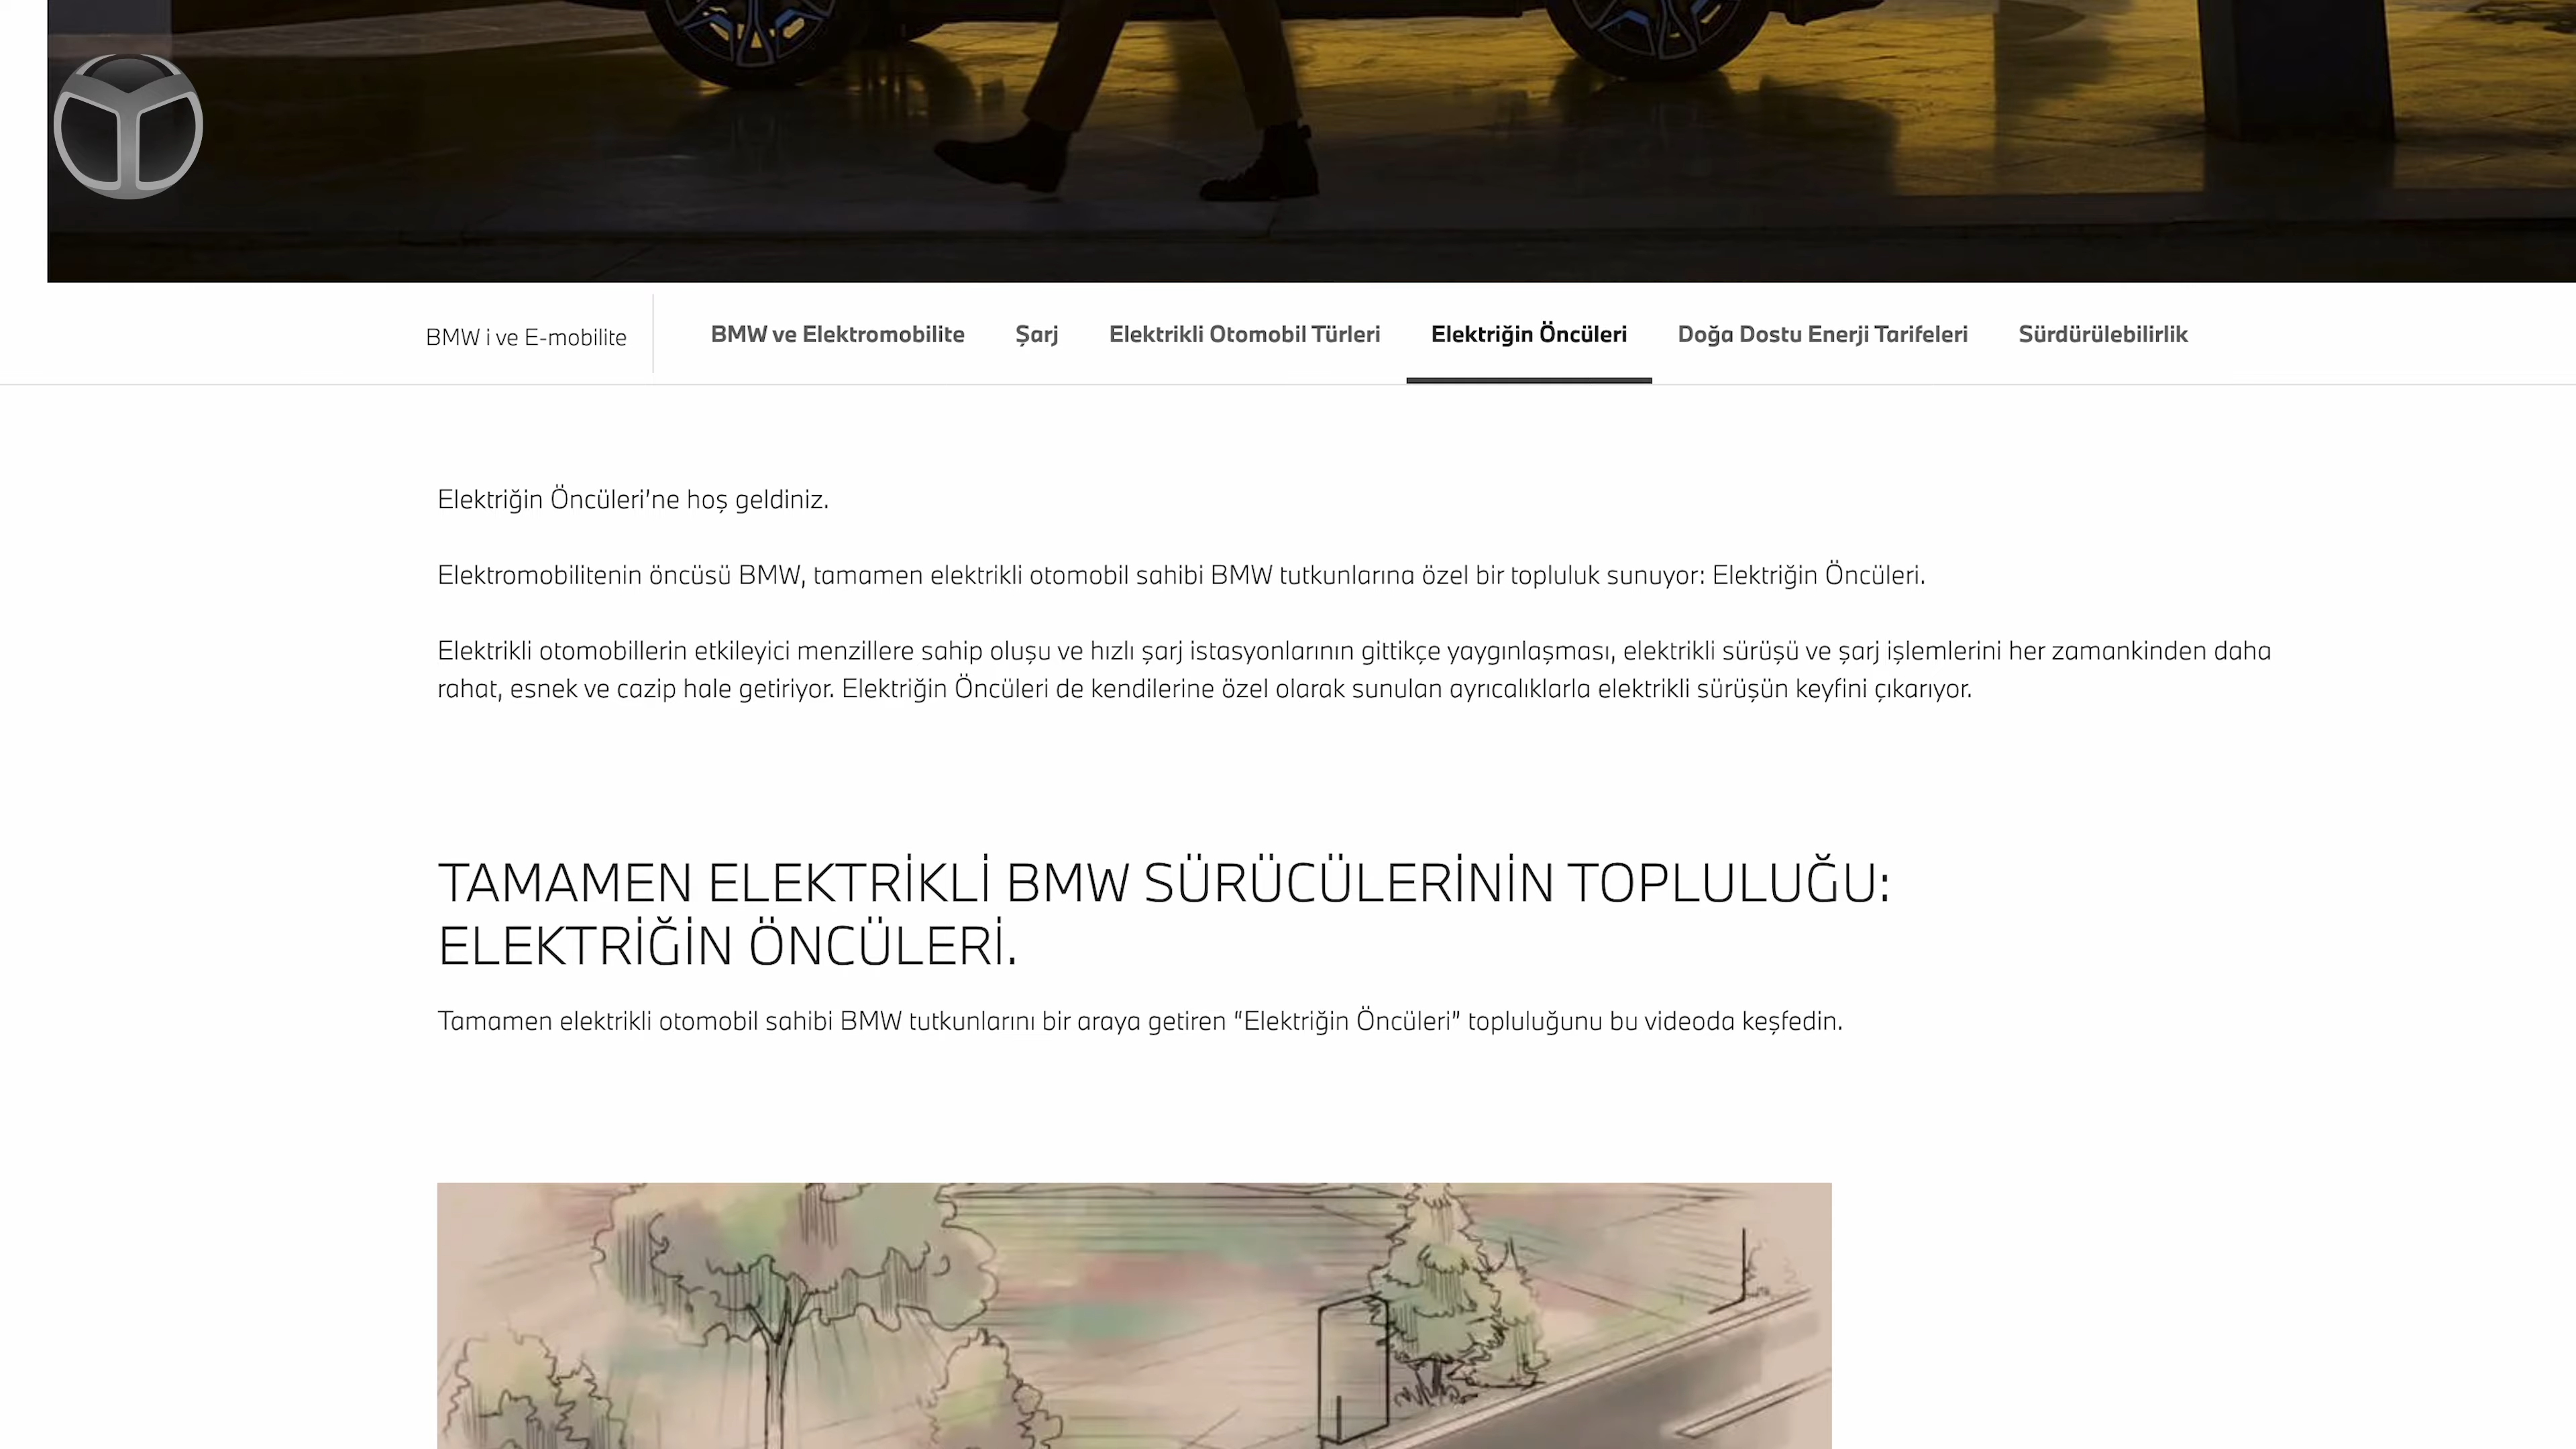 BMW i ve E-mobilite
BMW ve Elektromobilite
Şarj
Elektrikli Otomobil Türleri
Elektriğin Öncüleri
Doğa Dostu Enerji Tarifeleri
Sürdürülebilirlik
Elektriğin Öncüleri'ne hoş geldiniz.
Elektromobilitenin öncüsü BMW, tamamen elektrikli otomobil sahibi BMW tutkunlarına özel bir topluluk sunuyor: Elektriğin Öncüleri.
Elektrikli otomobillerin etkileyici menzillere sahip oluşu ve hızlı şarj istasyonlarının gittikçe yaygınlaşması, elektrikli sürüşü ve şarj işlemlerini her zamankinden daha
rahat, esnek ve cazip hale getiriyor. Elektriğin Öncüleri de kendilerine özel olarak sunulan ayrıcalıklarla elektrikli sürüşün keyfini çıkarıyor.
TAMAMEN ELEKTRİKLİ BMW SÜRÜCÜLERİNİN TOPLULUĞU:
ELEKTRİĞİN ÖNCÜLERİ.
Tamamen elektrikli otomobil sahibi BMW tutkunlarını bir araya getiren "Elektriğin Öncüleri" topluluğunu bu videoda keşfedin.